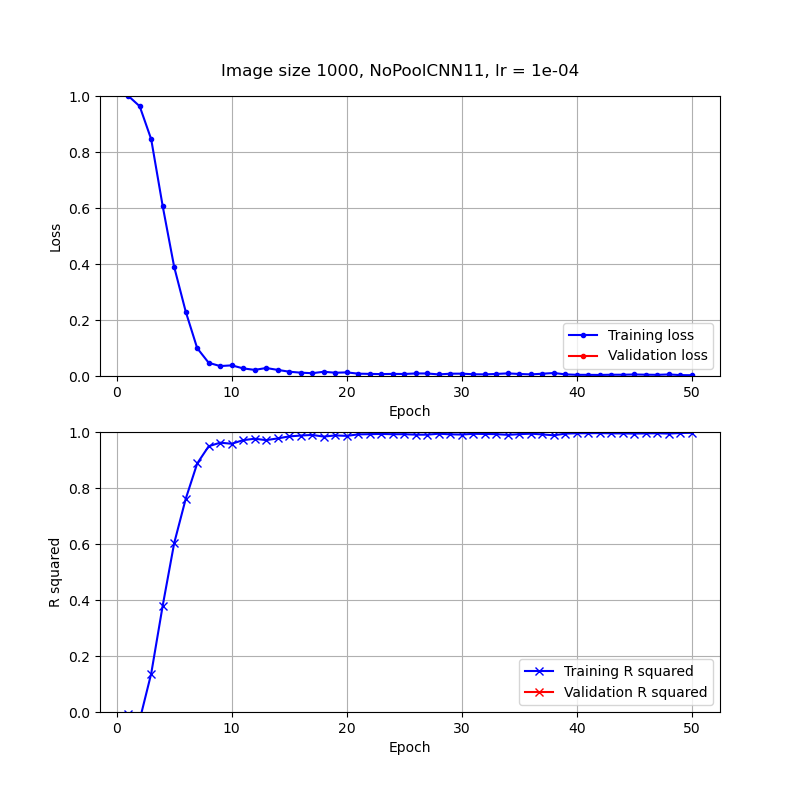 Image size 1000, NoPoolCNN11, lr = 1e-04
1.0
0.8
0.6
0.4
0.2
0.0
Loss
Training loss
Validation loss
0 10 20 30 40 50
Epoch
1.0
0.8
0.6
0.4
0.2
0.0
R squared
Training R squared
Validation R squared
0 10 20 30 40 50
Epoch